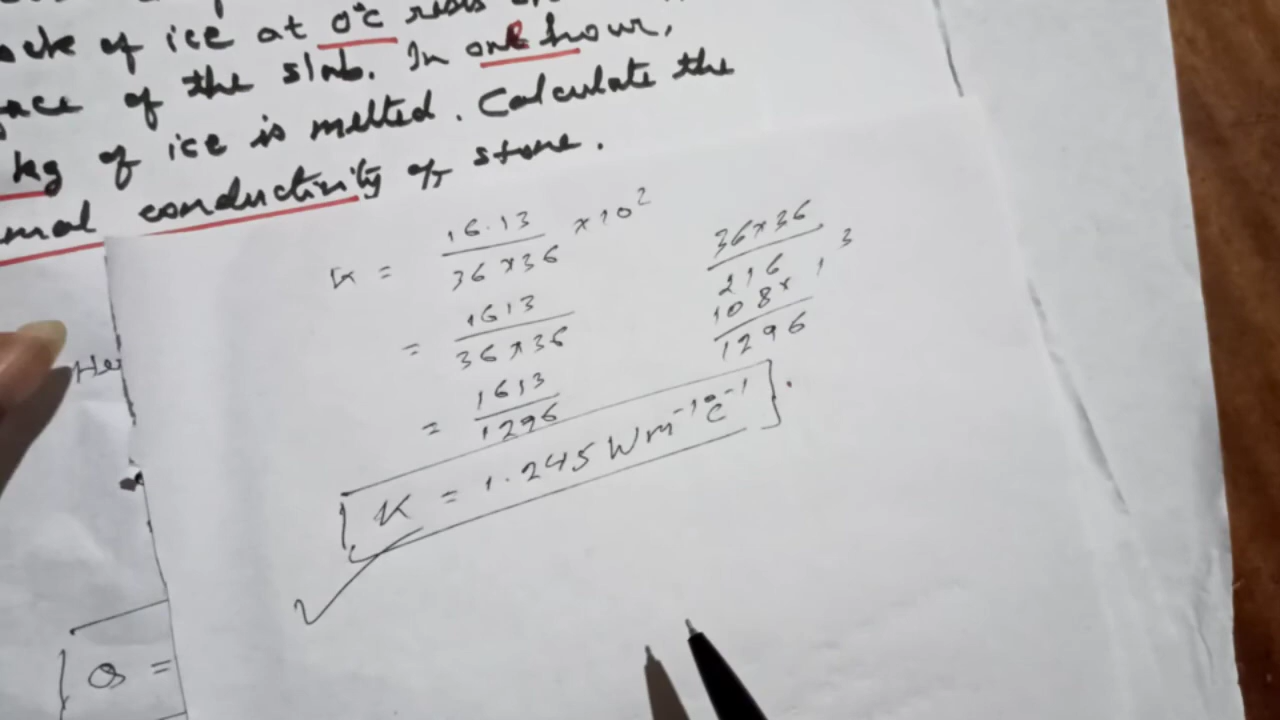 of ice at 0°C rests
of the slab. In one hour,
kg of ice is melted. Calculate the
conductivity of stone.
K = 16.13 / 36×36 ×10²
= 1613 / 36×36
= 1613 / 1296
K = 1.245 Wm⁻¹°C⁻¹
36×36
216
108×
1296
3
Q =